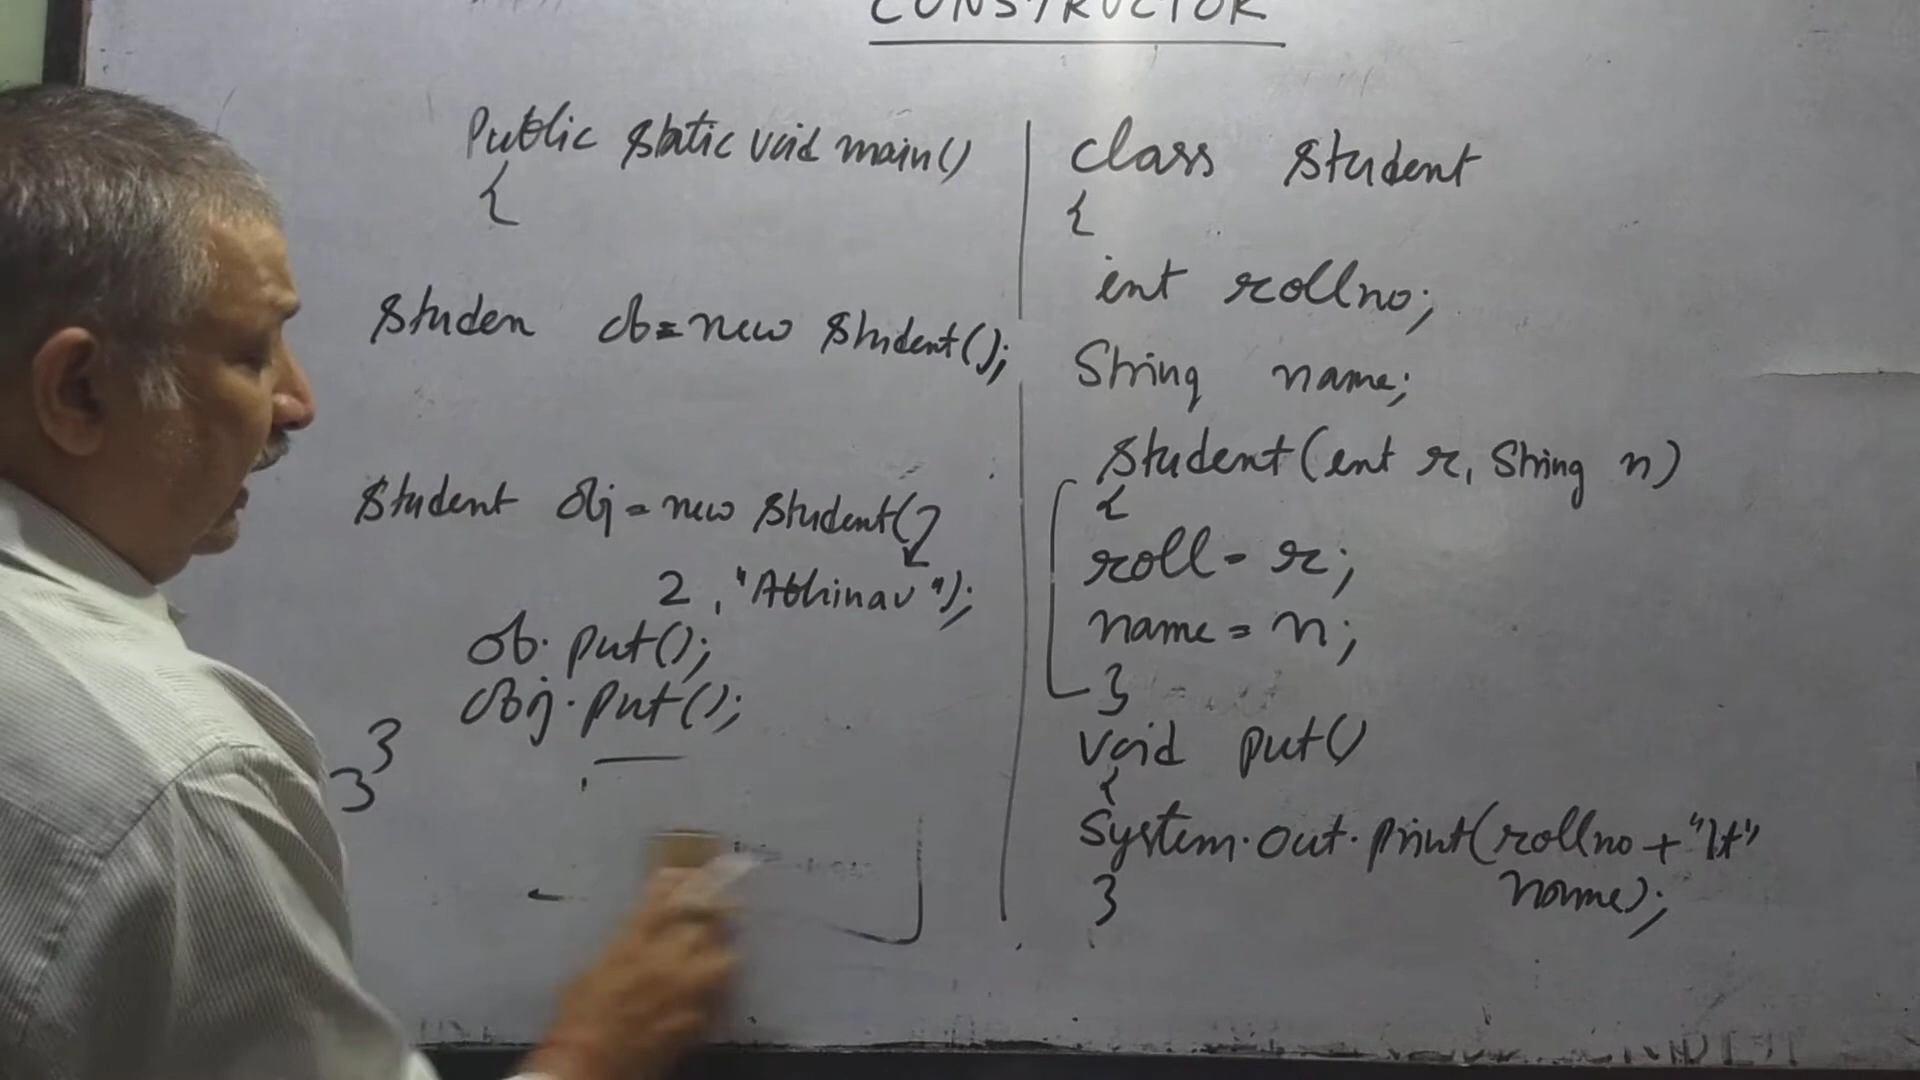 CONSTRUCTOR
Public static void main()
{
Studen ob = new Student();
Student obj = new Student(
2, "Abhinav");
ob.put();
obj.put();
}
}
class Student
{
int rollno;
String name;
Student(int r, String n)
{
roll = r;
name = n;
}
void put()
{
System.out.print(rollno + "\t"
name);
}